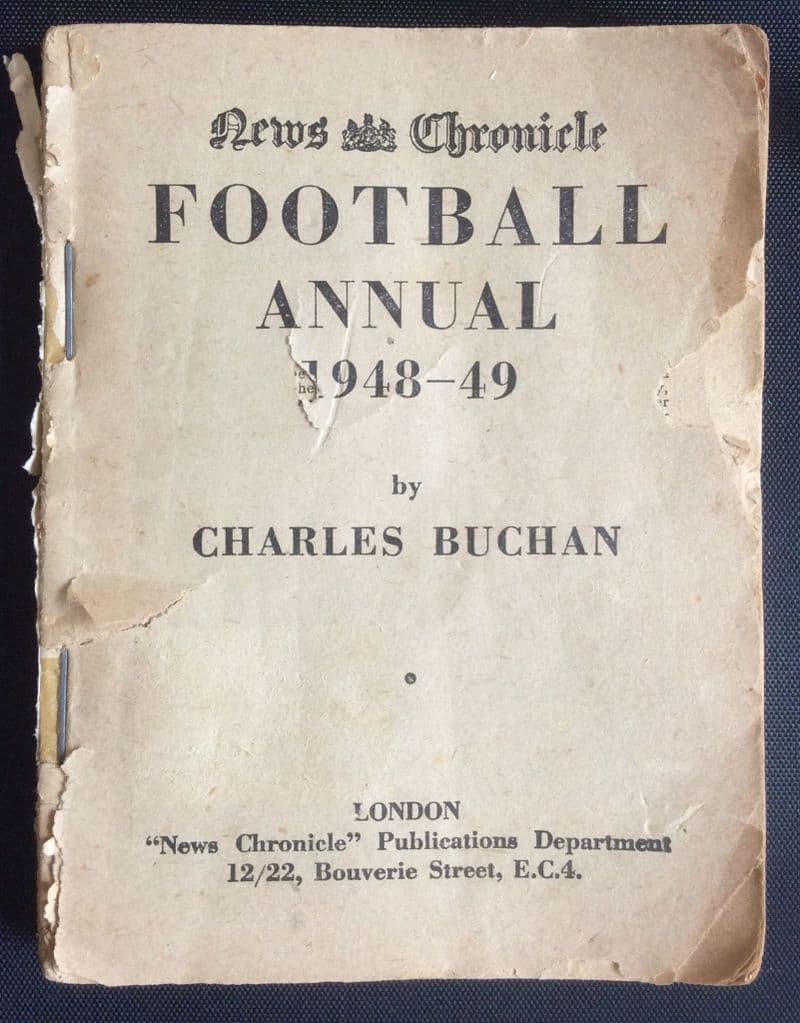 News Chronicle
FOOTBALL
ANNUAL
1948-49
by
CHARLES BUCHAN
LONDON
“News Chronicle” Publications Department
12/22, Bouverie Street, E.C.4.